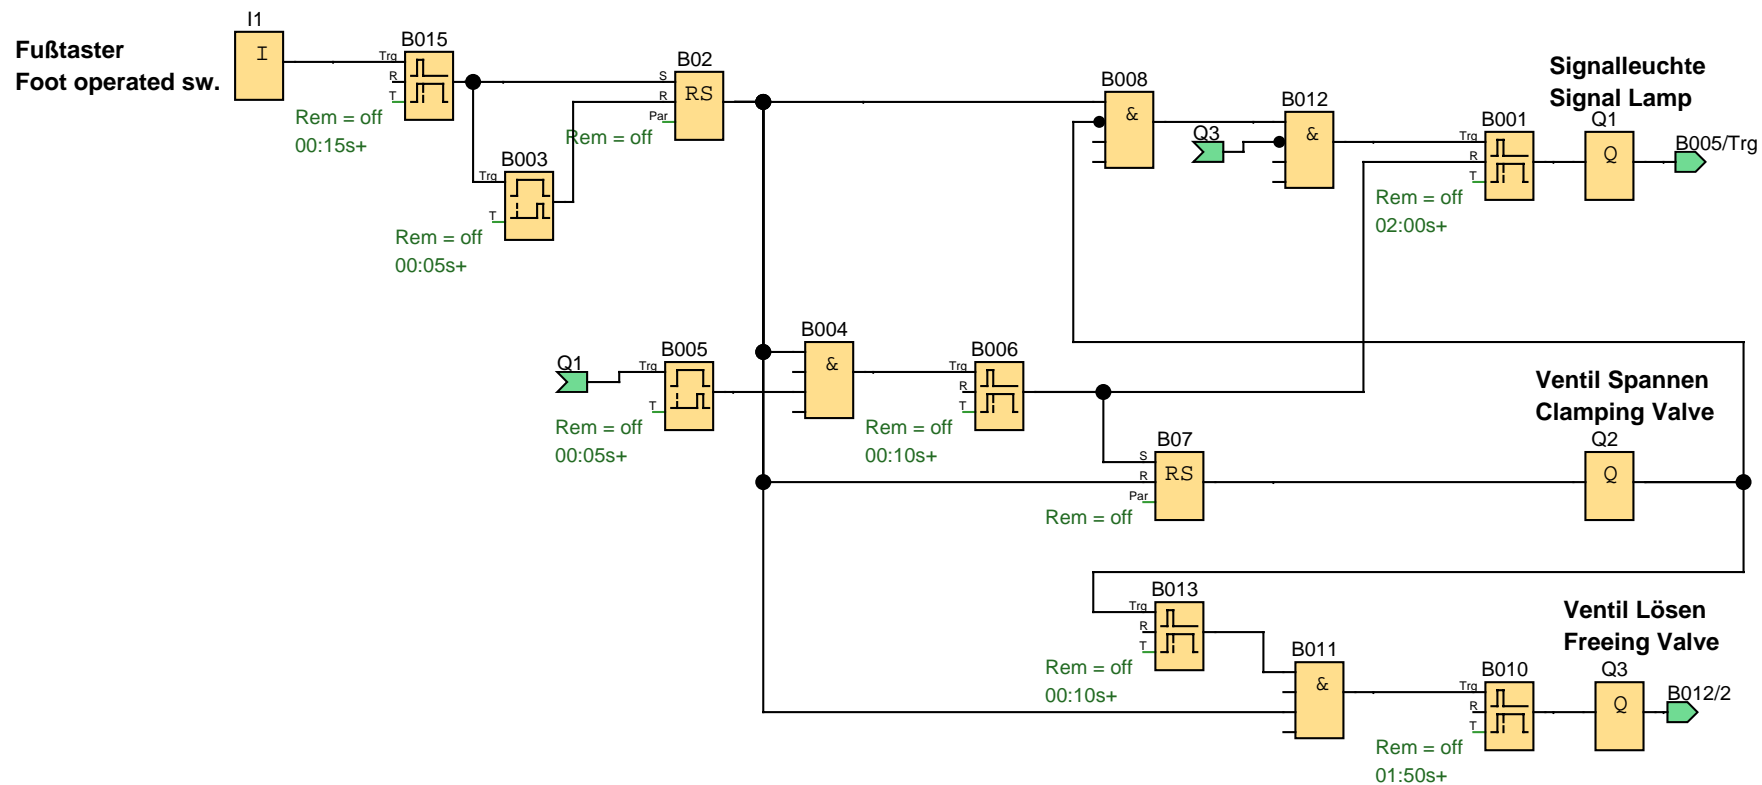 I1
Fußtaster
Foot operated sw.
I
B015
Trg
R
T
Rem = off
00:15s+
B003
Trg
T
Rem = off
00:05s+
B02
S
R
Par
RS
Rem = off
B008
&
Q3
B012
&
Signalleuchte
Signal Lamp
B001
Trg
R
T
Rem = off
02:00s+
Q1
Q
B005/Trg
Q1
B005
Trg
T
Rem = off
00:05s+
B004
&
B006
Trg
R
T
Rem = off
00:10s+
B07
S
R
Par
RS
Rem = off
Ventil Spannen
Clamping Valve
Q2
Q
B013
Trg
R
T
Rem = off
00:10s+
B011
&
Ventil Lösen
Freeing Valve
B010
Trg
R
T
Rem = off
01:50s+
Q3
Q
B012/2